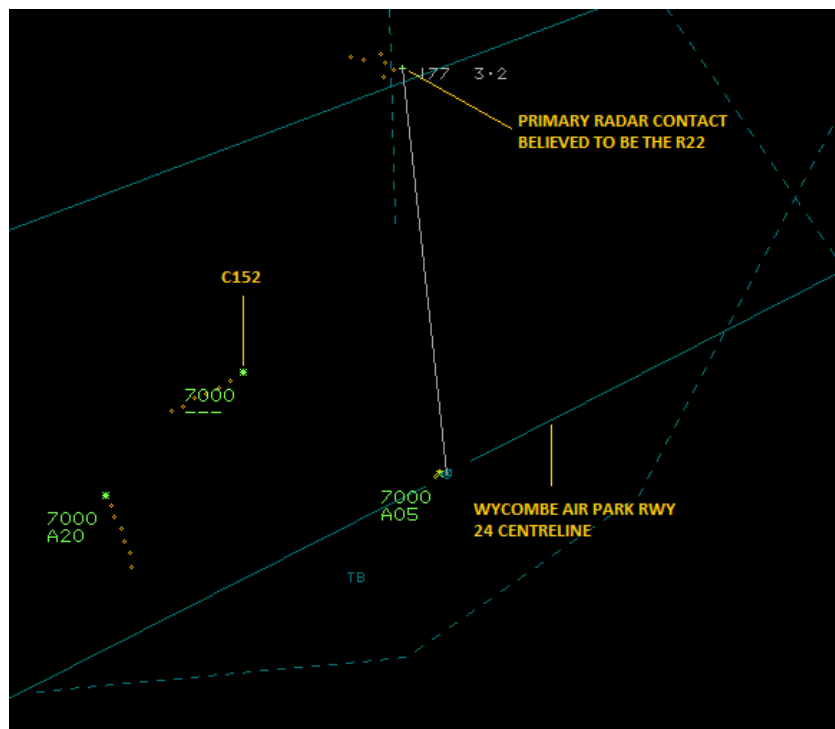 177 3·2
PRIMARY RADAR CONTACT
BELIEVED TO BE THE R22
C152
7000
---
7000
A20
7000
A05
WYCOMBE AIR PARK RWY
24 CENTRELINE
TB